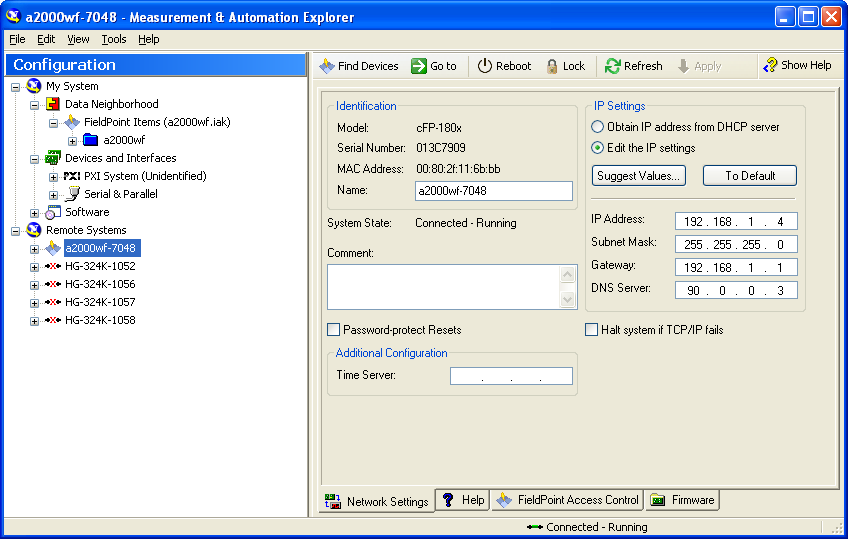 a2000wf-7048 - Measurement & Automation Explorer
File Edit View Tools Help
Configuration
My System
Data Neighborhood
FieldPoint Items (a2000wf.iak)
a2000wf
Devices and Interfaces
PXI PXI System (Unidentified)
Serial & Parallel
Software
Remote Systems
a2000wf-7048
HG-324K-1052
HG-324K-1056
HG-324K-1057
HG-324K-1058
Find Devices Go to Reboot Lock Refresh Apply Show Help
Identification
Model: cFP-180x
Serial Number: 013C7909
MAC Address: 00:80:2f:11:6b:bb
Name: a2000wf-7048
System State: Connected - Running
Comment:
Password-protect Resets
Additional Configuration
Time Server: . . .
IP Settings
Obtain IP address from DHCP server
Edit the IP settings
Suggest Values... To Default
IP Address: 192 . 168 . 1 . 4
Subnet Mask: 255 . 255 . 255 . 0
Gateway: 192 . 168 . 1 . 1
DNS Server: 90 . 0 . 0 . 3
Halt system if TCP/IP fails
Network Settings Help FieldPoint Access Control Firmware
Connected - Running